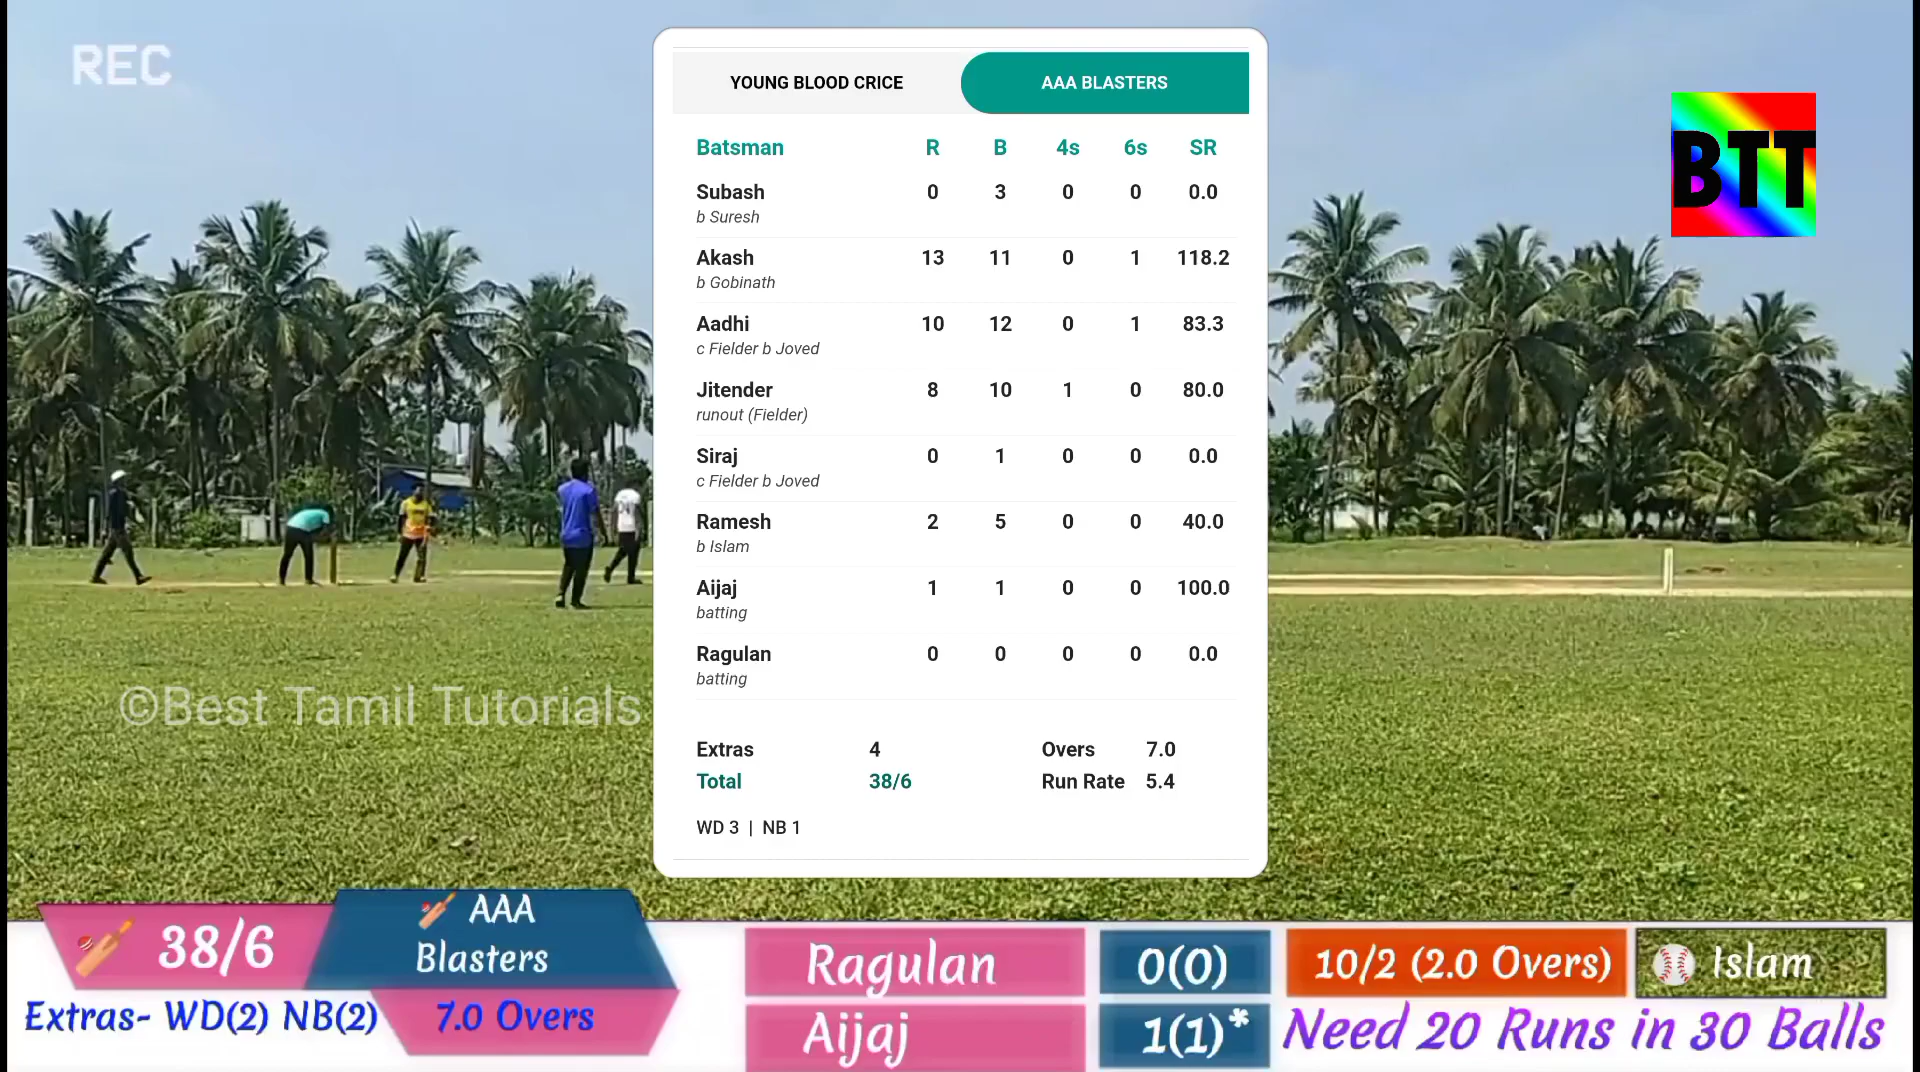 REC
YOUNG BLOOD CRICE AAA BLASTERS
BTT
Batsman R B 4s 6s SR
Subash 0 3 0 0 0.0
b Suresh
Akash 13 11 0 1 118.2
b Gobinath
Aadhi 10 12 0 1 83.3
c Fielder b Joved
Jitender 8 10 1 0 80.0
runout (Fielder)
Siraj 0 1 0 0 0.0
c Fielder b Joved
Ramesh 2 5 0 0 40.0
b Islam
Aijaj 1 1 0 0 100.0
batting
Ragulan 0 0 0 0 0.0
batting
©Best Tamil Tutorials
Extras 4 Overs 7.0
Total 38/6 Run Rate 5.4
WD 3 | NB 1
38/6 AAA Blasters
Extras- WD(2) NB(2) 7.0 Overs
Ragulan 0(0) 10/2 (2.0 Overs) Islam
Aijaj 1(1)* Need 20 Runs in 30 Balls